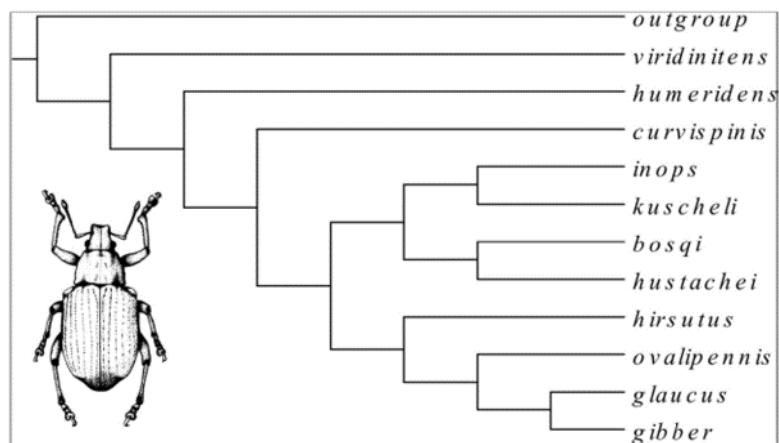 outgroup
viridinitens
humeridens
curvispinis
inops
kuscheli
bosqi
hustachei
hirsutus
ovalipennis
glaucus
gibber